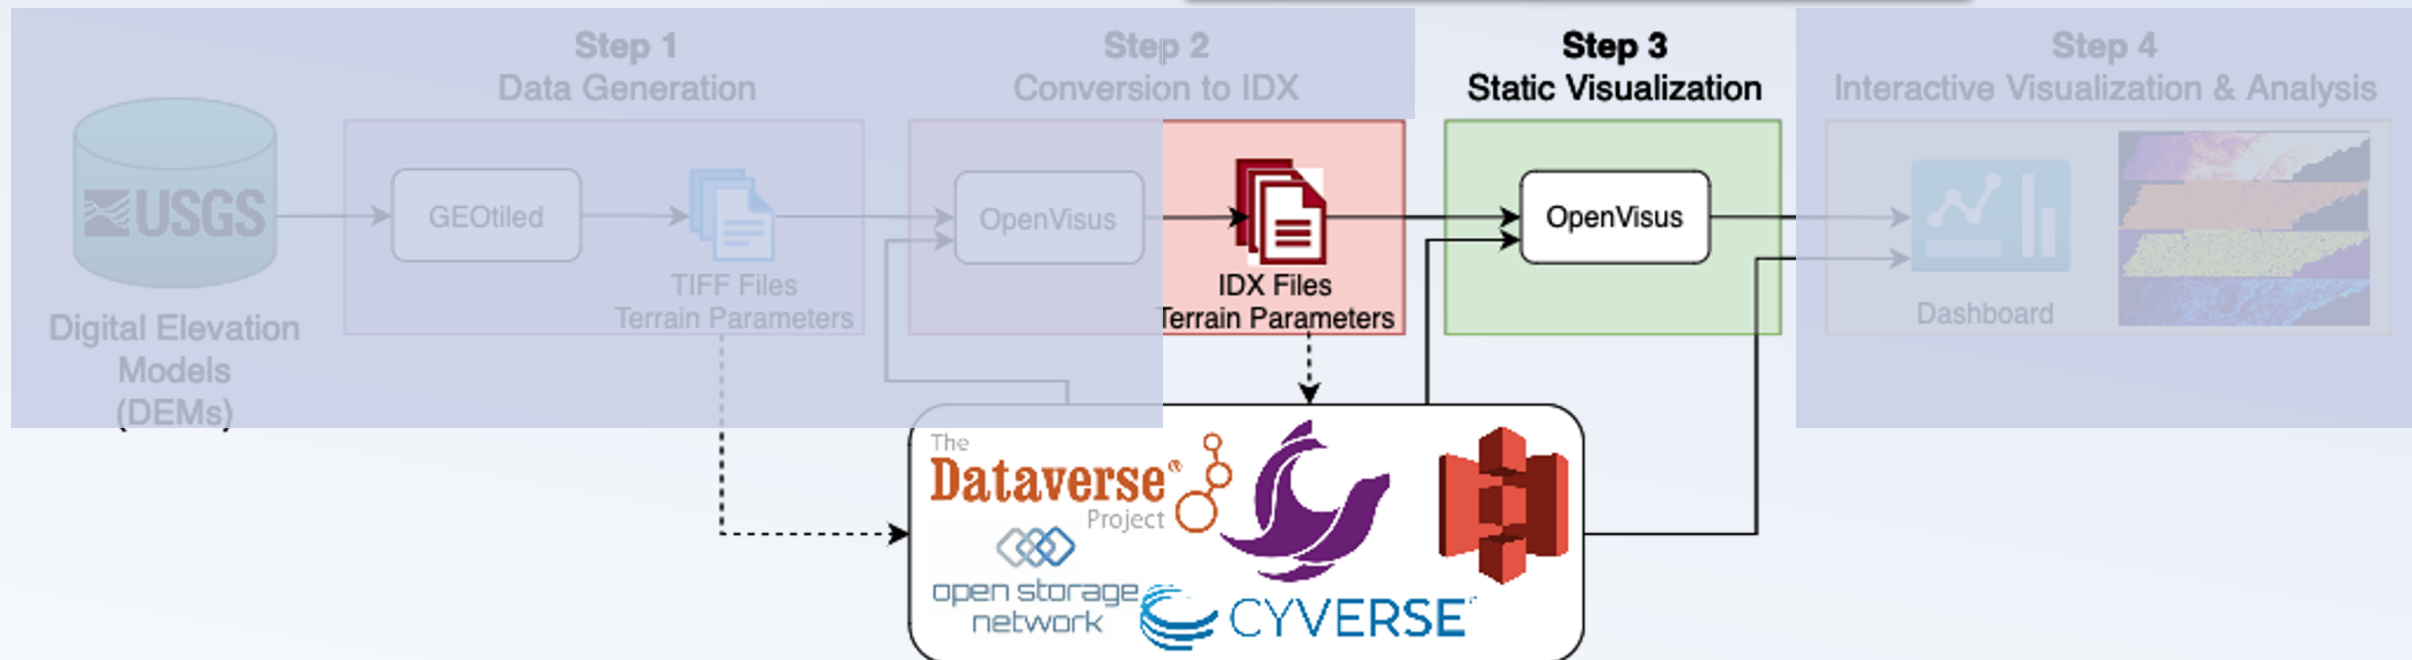 Step 1
Data Generation
Step 2
Conversion to IDX
Step 3
Static Visualization
Step 4
Interactive Visualization & Analysis
USGS
Digital Elevation
Models
(DEMs)
GEOtiled
TIFF Files
Terrain Parameters
OpenVisus
IDX Files
Terrain Parameters
OpenVisus
Dashboard
The
Dataverse®
Project
open storage
network
CYVERSE